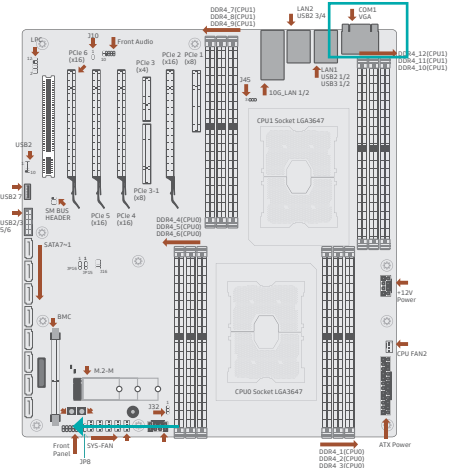 DDR4_7(CPU1)
DDR4_8(CPU1)
DDR4_9(CPU1)
LAN2
USB2 3/4
COM1
VGA
LPC
J10
Front Audio
PCIe 6
(x16)
PCIe 3
(x4)
PCIe 2
(x16)
PCIe 1
(x8)
J45
10G_LAN 1/2
LAN1
USB2 1/2
USB3 1/2
DDR4_12(CPU1)
DDR4_11(CPU1)
DDR4_10(CPU1)
CPU1 Socket LGA3647
USB2
USB2 7
SM BUS
HEADER
PCIe 5
(x16)
PCIe 4
(x16)
PCIe 3-1
(x8)
USB2/3
5/6
DDR4_4(CPU0)
DDR4_5(CPU0)
DDR4_6(CPU0)
SATA7~1
+12V
Power
BMC
CPU FAN2
M.2-M
CPU0 Socket LGA3647
J32
Front
Panel
JPB
SYS-FAN
DDR4_1(CPU0)
DDR4_2(CPU0)
DDR4_3(CPU0)
ATX Power